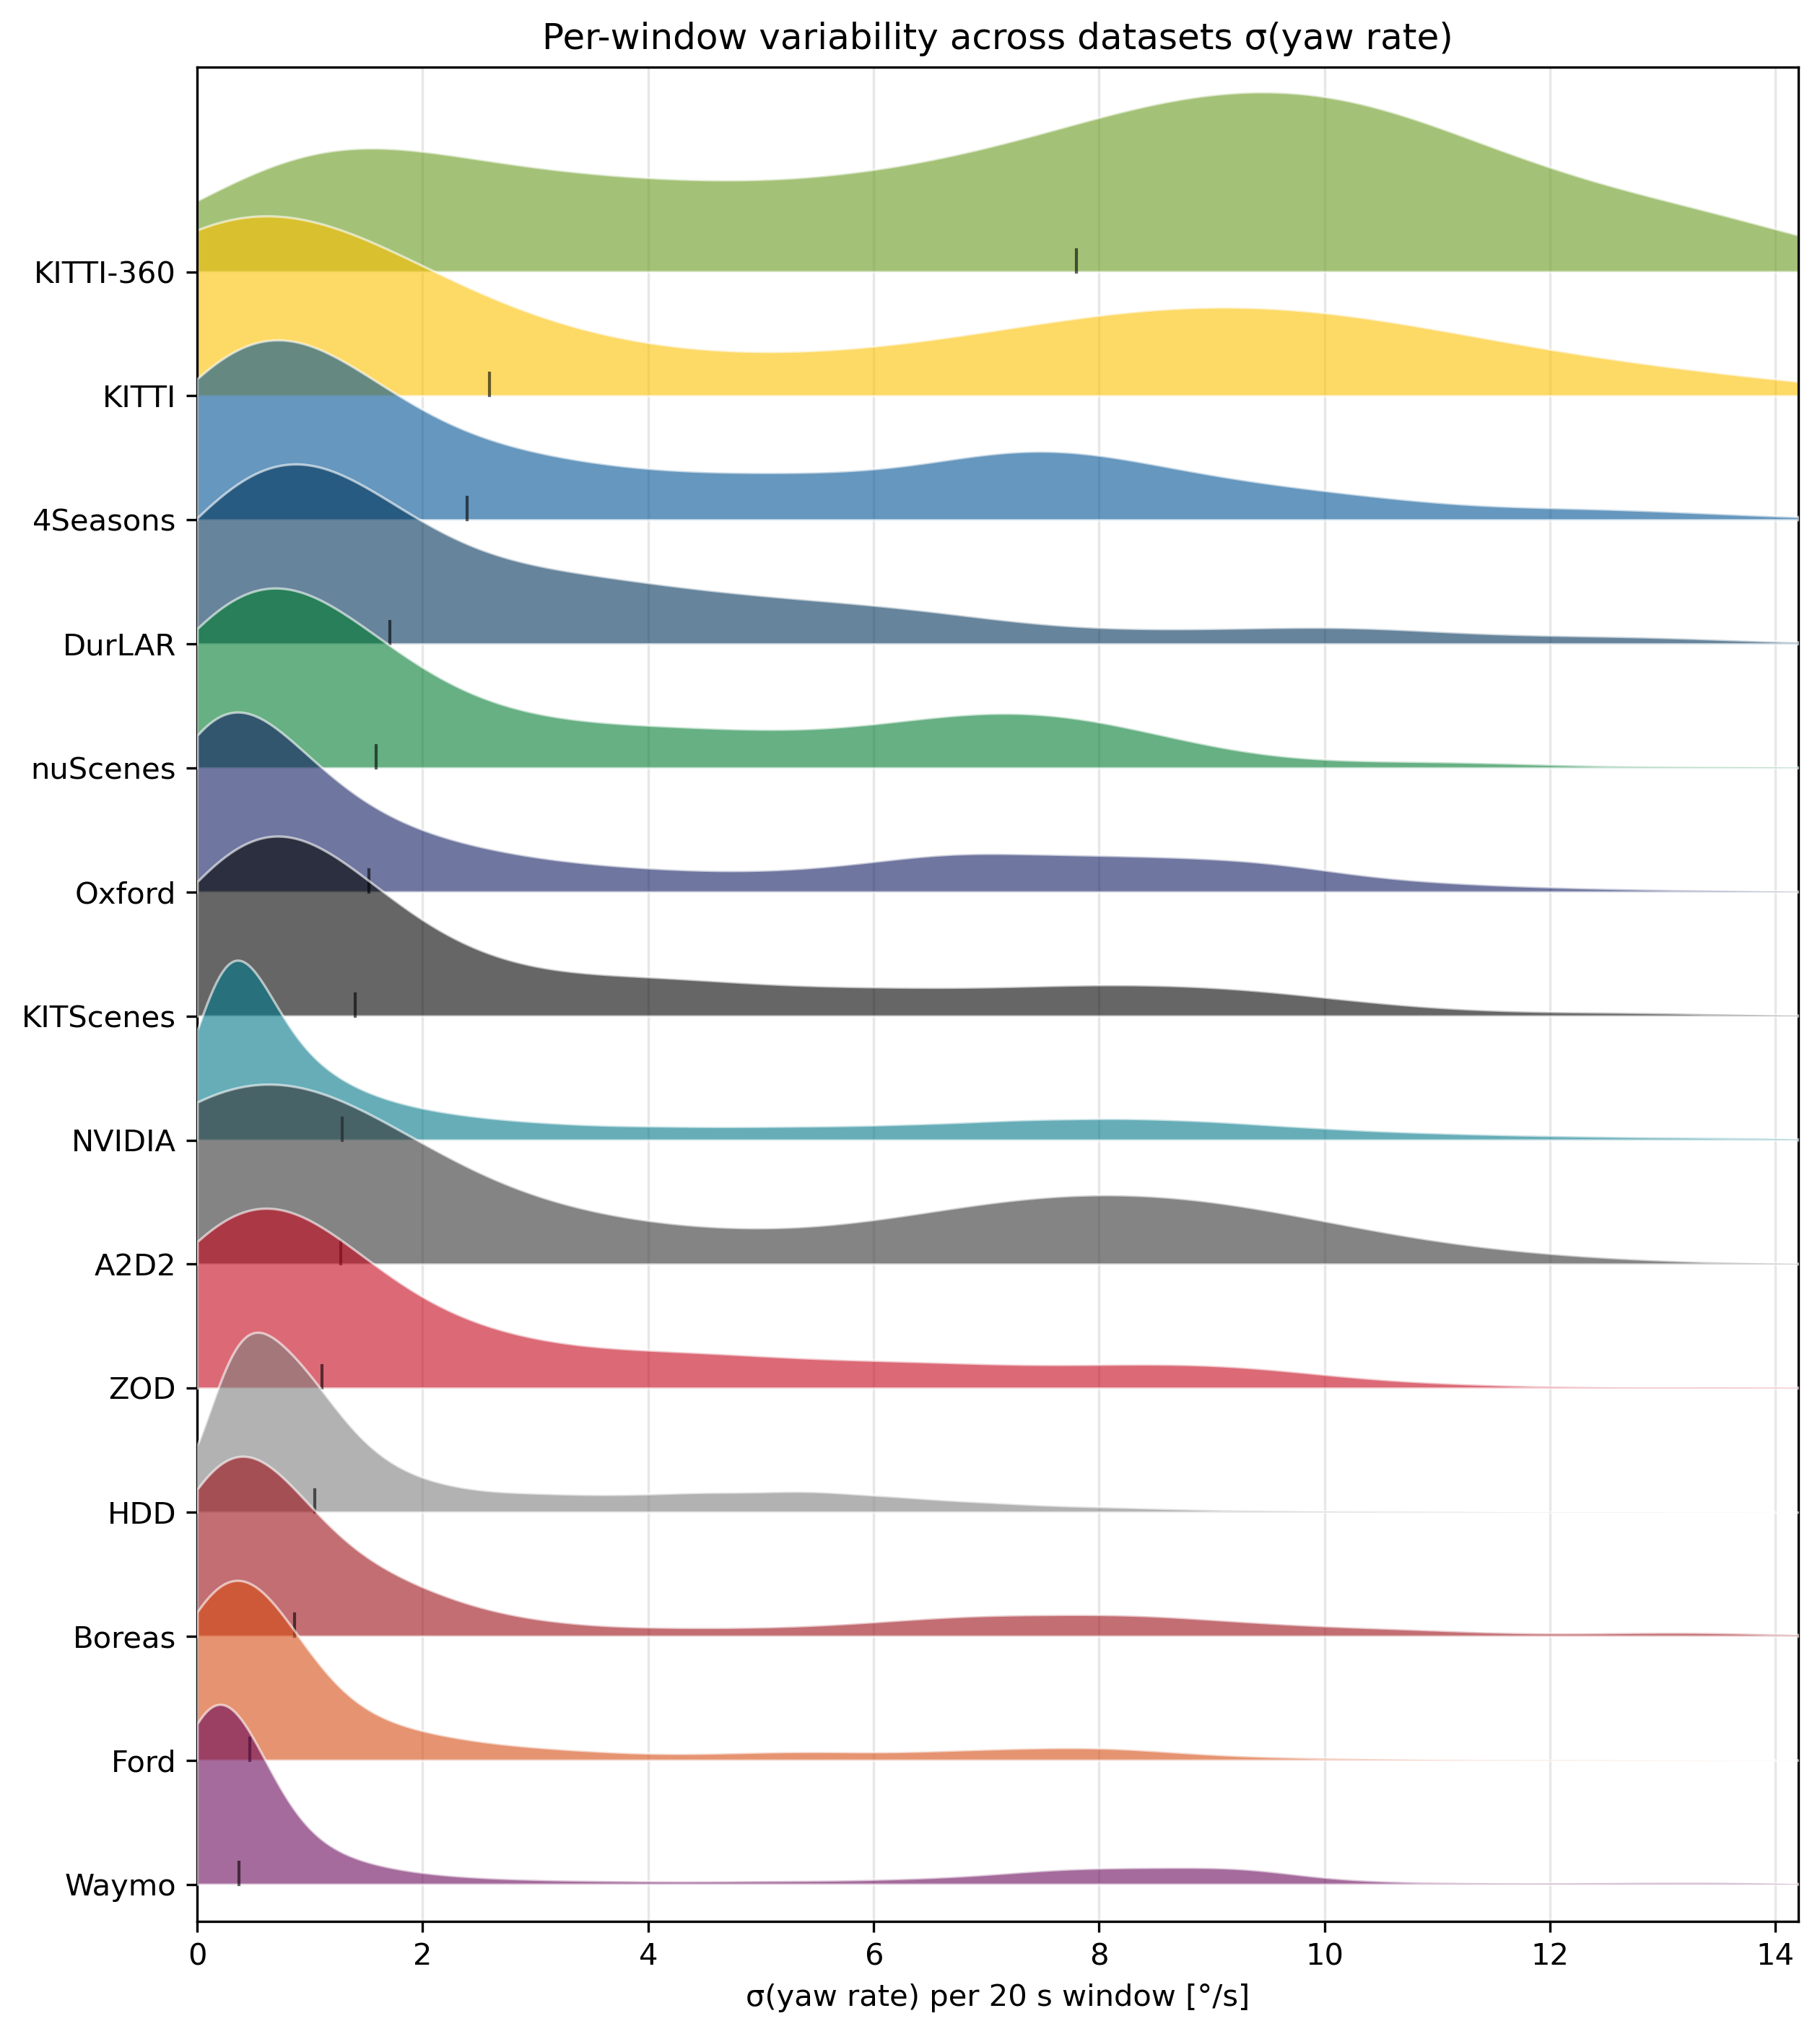 Per-window variability across datasets σ(yaw rate)
KITTI-360
KITTI
4Seasons
DurLAR
nuScenes
Oxford
KITScenes
NVIDIA
A2D2
ZOD
HDD
Boreas
Ford
Waymo
0 2 4 6 8 10 12 14
σ(yaw rate) per 20 s window [°/s]